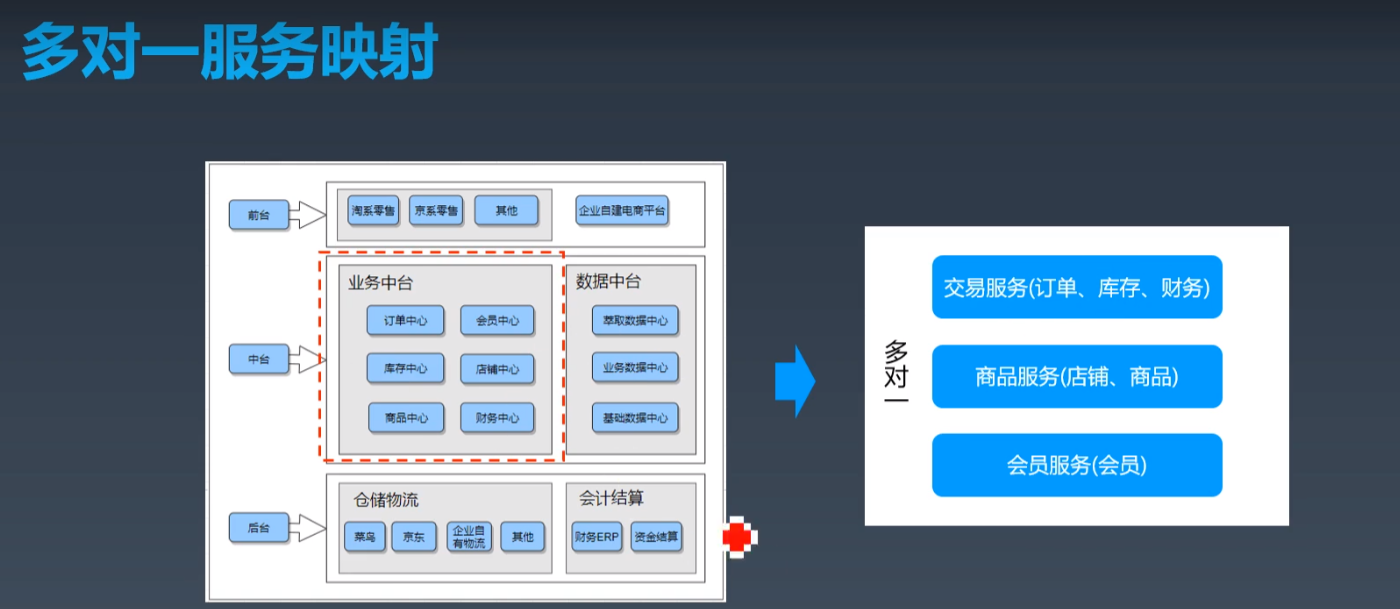 多对一服务映射
前台
淘系零售
京系零售
其他
企业自建电商平台
中台
业务中台
订单中心
会员中心
库存中心
店铺中心
商品中心
财务中心
数据中台
萃取数据中心
业务数据中心
基础数据中心
后台
仓储物流
菜鸟
京东
企业自
有物流
其他
会计结算
财务ERP
资金结算
多对一
交易服务(订单、库存、财务)
商品服务(店铺、商品)
会员服务(会员)